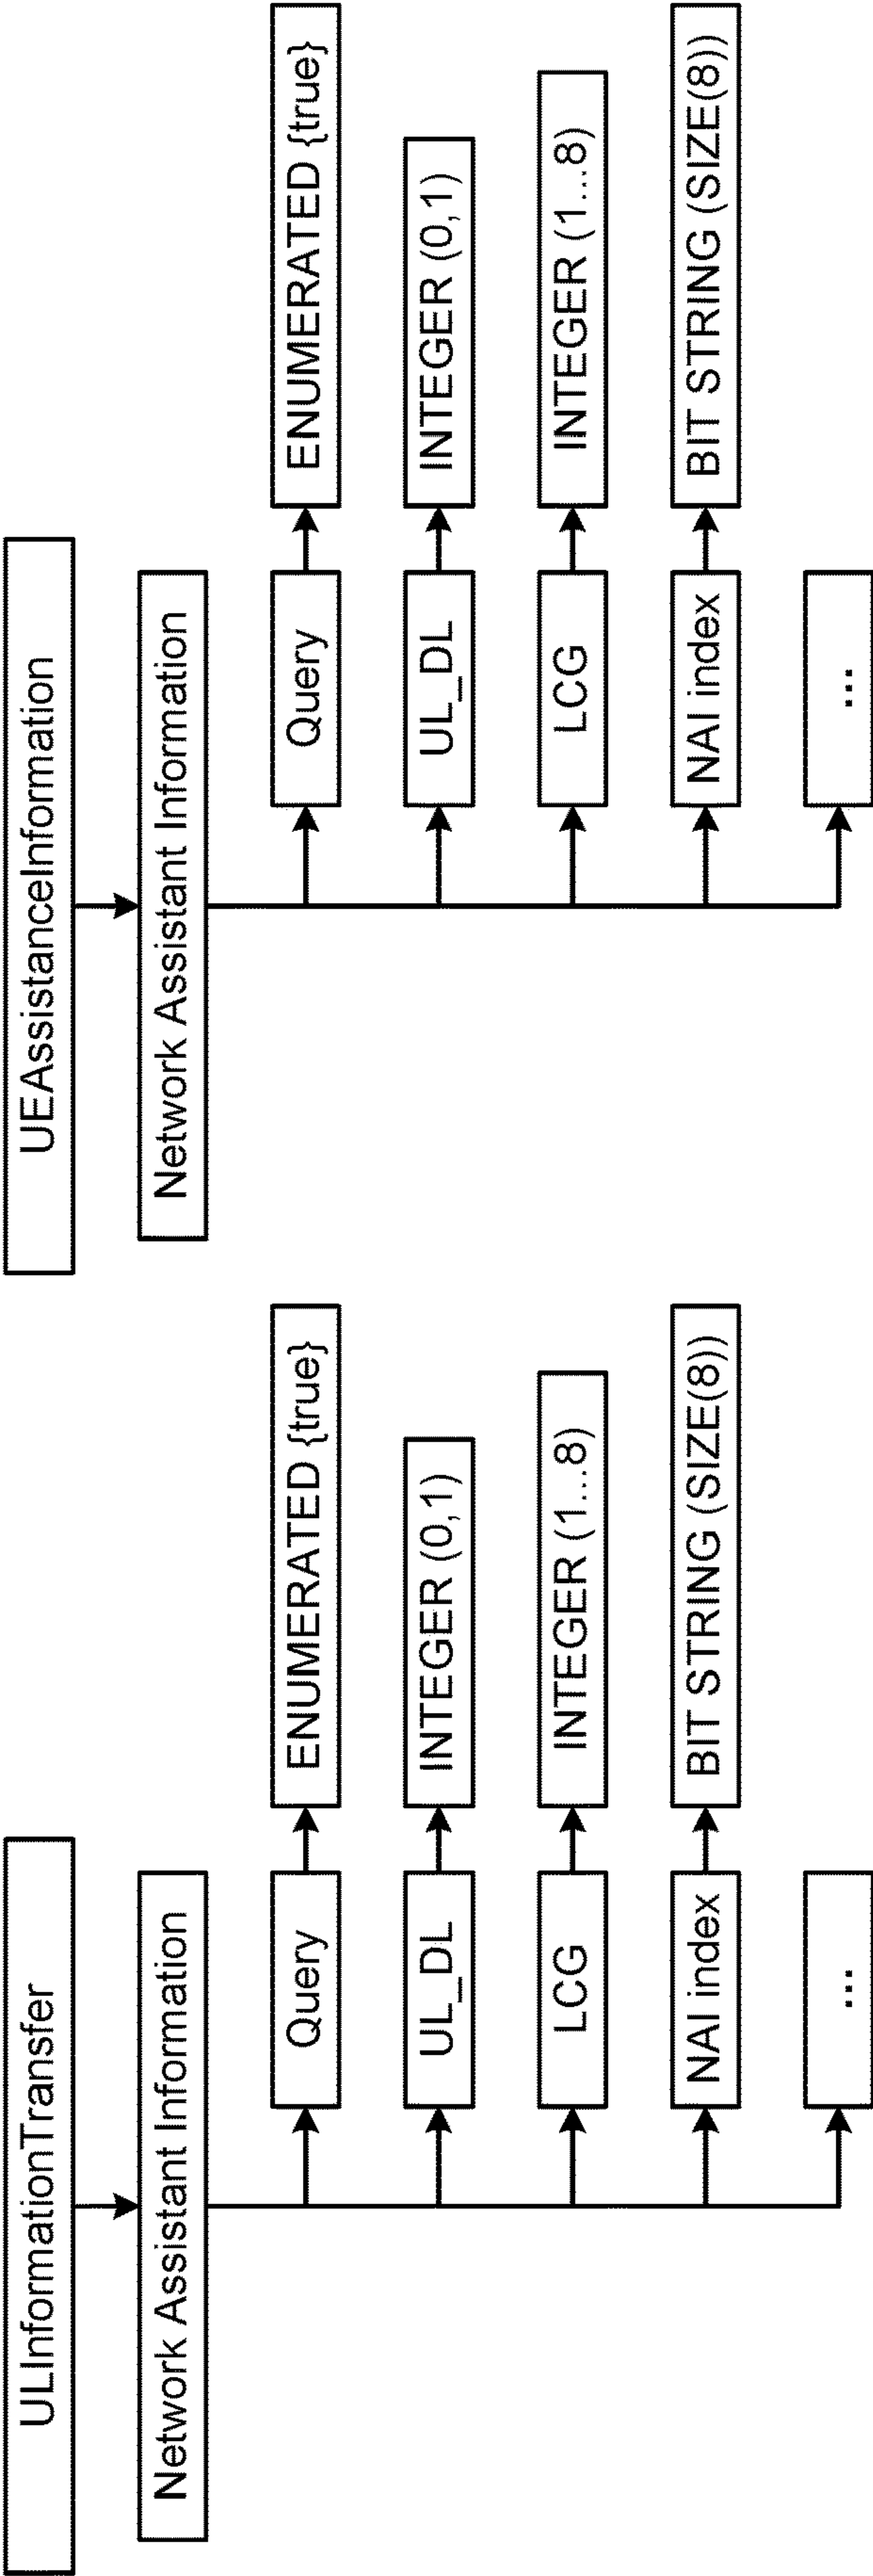 ULInformationTransfer
Network Assistant Information
Query
ENUMERATED {true}
UL_DL
INTEGER (0,1)
LCG
INTEGER (1...8)
NAI index
BIT STRING (SIZE(8))
...
UEAssistanceInformation
Network Assistant Information
Query
ENUMERATED {true}
UL_DL
INTEGER (0,1)
LCG
INTEGER (1...8)
NAI index
BIT STRING (SIZE(8))
...